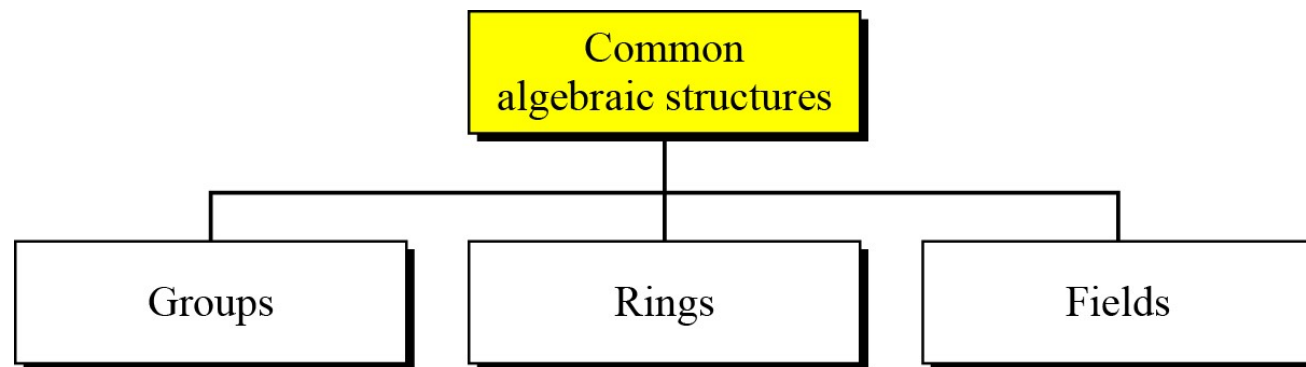 Common
algebraic structures
Groups
Rings
Fields